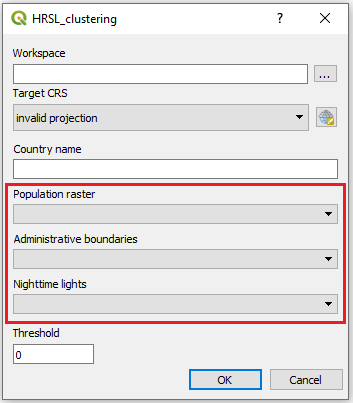 HRSL_clustering
?
Workspace
...
Target CRS
invalid projection
Country name
Population raster
Administrative boundaries
Nighttime lights
Threshold
0
OK
Cancel